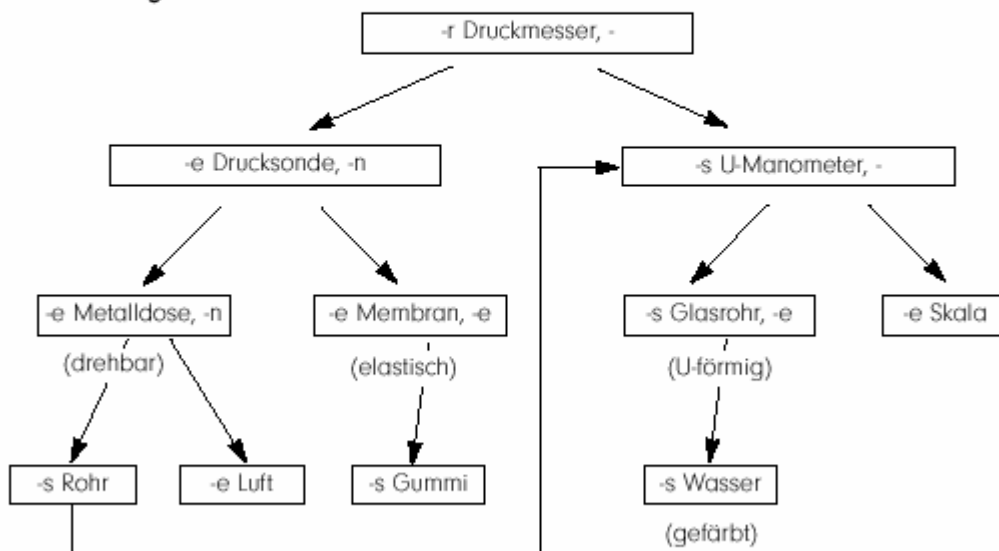 -r Druckmesser, -
-e Drucksonde, -n
-s U-Manometer, -
-e Metalldose, -n
-e Membran, -e
-s Glasrohr, -e
-e Skala
(drehbar)
(elastisch)
(U-förmig)
-s Rohr
-e Luft
-s Gummi
-s Wasser
(gefärbt)